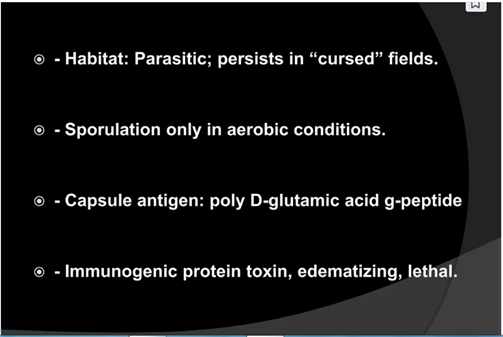 - Habitat: Parasitic; persists in “cursed” fields.
- Sporulation only in aerobic conditions.
- Capsule antigen: poly D-glutamic acid g-peptide
- Immunogenic protein toxin, edematizing, lethal.